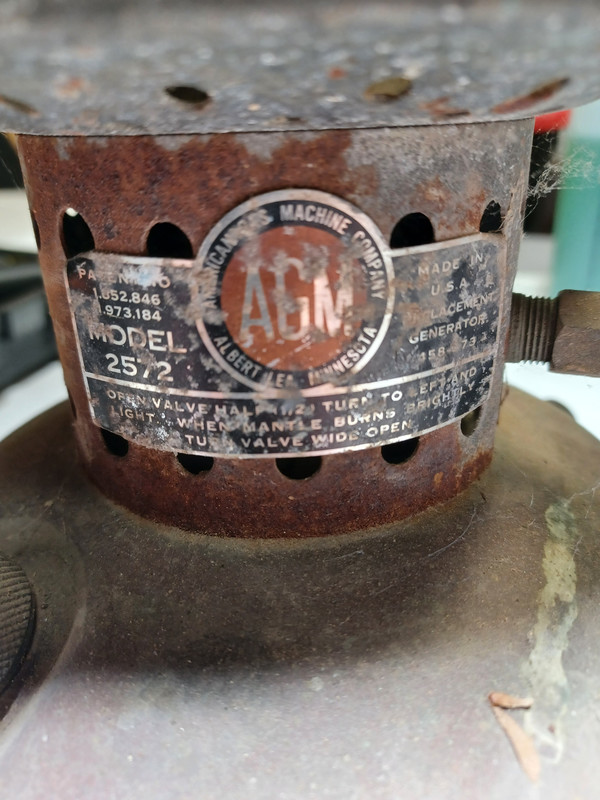 PATENT NO
1.852.846
1.973.184
MODEL
2572
AMERICAN GAS MACHINE COMPANY
AGM
ALBERT LEA, MINNESOTA
MADE IN
U.S.A.
REPLACEMENT
GENERATOR
OPEN VALVE HALF (1/2) TURN TO LEFT AND
LIGHT. WHEN MANTLE BURNS BRIGHTLY
TURN VALVE WIDE OPEN